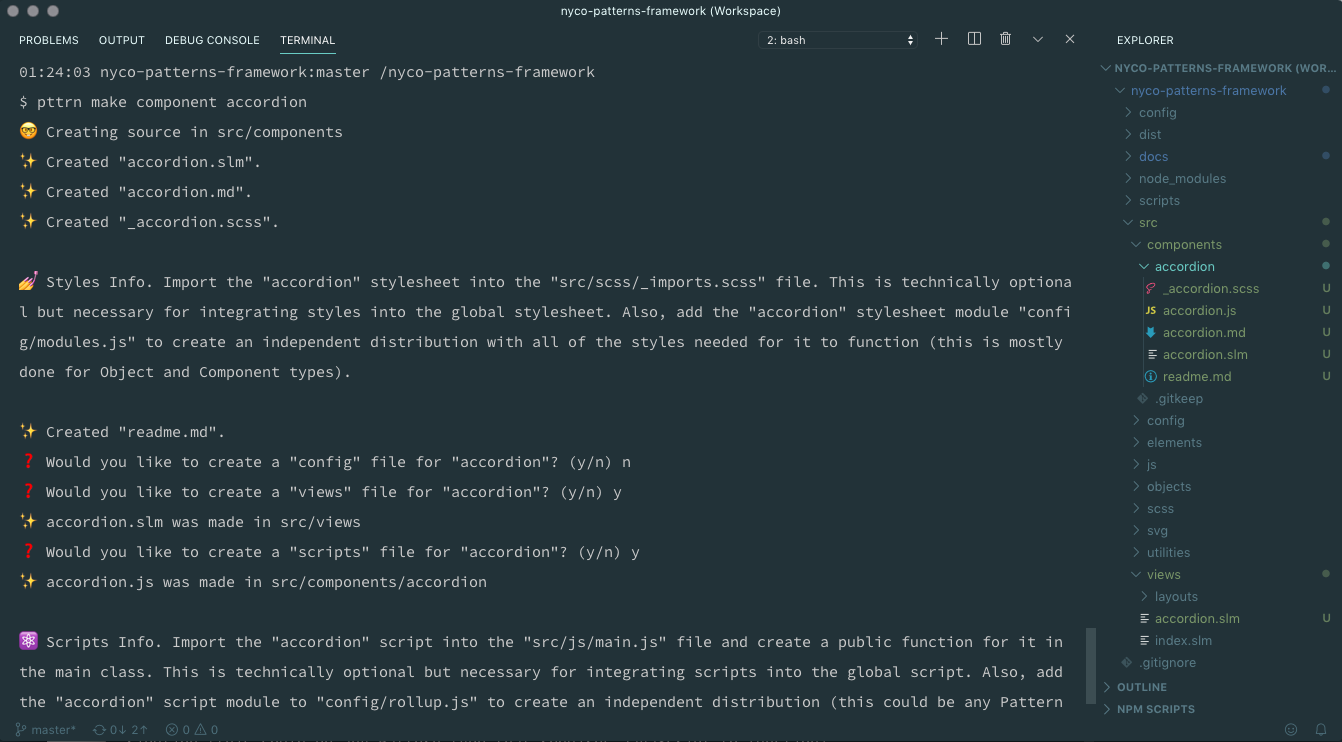 nyco-patterns-framework (Workspace)
PROBLEMS OUTPUT DEBUG CONSOLE TERMINAL
2: bash
01:24:03 nyco-patterns-framework:master /nyco-patterns-framework
$ pttrn make component accordion
🤓 Creating source in src/components
✨ Created "accordion.slm".
✨ Created "accordion.md".
✨ Created "_accordion.scss".
💅 Styles Info. Import the "accordion" stylesheet into the "src/scss/_imports.scss" file. This is technically optiona
l but necessary for integrating styles into the global stylesheet. Also, add the "accordion" stylesheet module "confi
g/modules.js" to create an independent distribution with all of the styles needed for it to function (this is mostly
done for Object and Component types).
✨ Created "readme.md".
❓ Would you like to create a "config" file for "accordion"? (y/n) n
❓ Would you like to create a "views" file for "accordion"? (y/n) y
✨ accordion.slm was made in src/views
❓ Would you like to create a "scripts" file for "accordion"? (y/n) y
✨ accordion.js was made in src/components/accordion
⚛️ Scripts Info. Import the "accordion" script into the "src/js/main.js" file and create a public function for it in
the main class. This is technically optional but necessary for integrating scripts into the global script. Also, add
the "accordion" script module to "config/rollup.js" to create an independent distribution (this could be any Pattern
EXPLORER
NYCO-PATTERNS-FRAMEWORK (WOR...
nyco-patterns-framework
config
dist
docs
node_modules
scripts
src
components
accordion
_accordion.scss U
JS accordion.js U
accordion.md U
accordion.slm U
readme.md U
.gitkeep
config
elements
js
objects
scss
svg
utilities
views
layouts
accordion.slm U
index.slm
.gitignore
OUTLINE
NPM SCRIPTS
master* 0↓ 2↑ 0 0